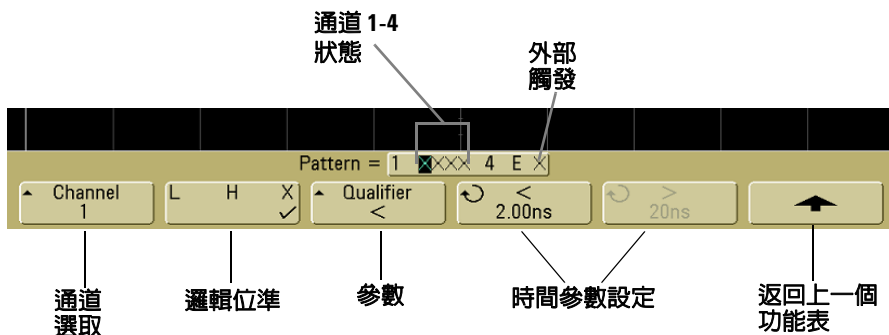 通道 1-4
狀態
外部
觸發
Pattern = 1 XXXX 4 E X
Channel
1
L H X
✓
Qualifier
<
<
2.00ns
>
20ns
通道
選取
邏輯位準
參數
時間參數設定
返回上一個
功能表